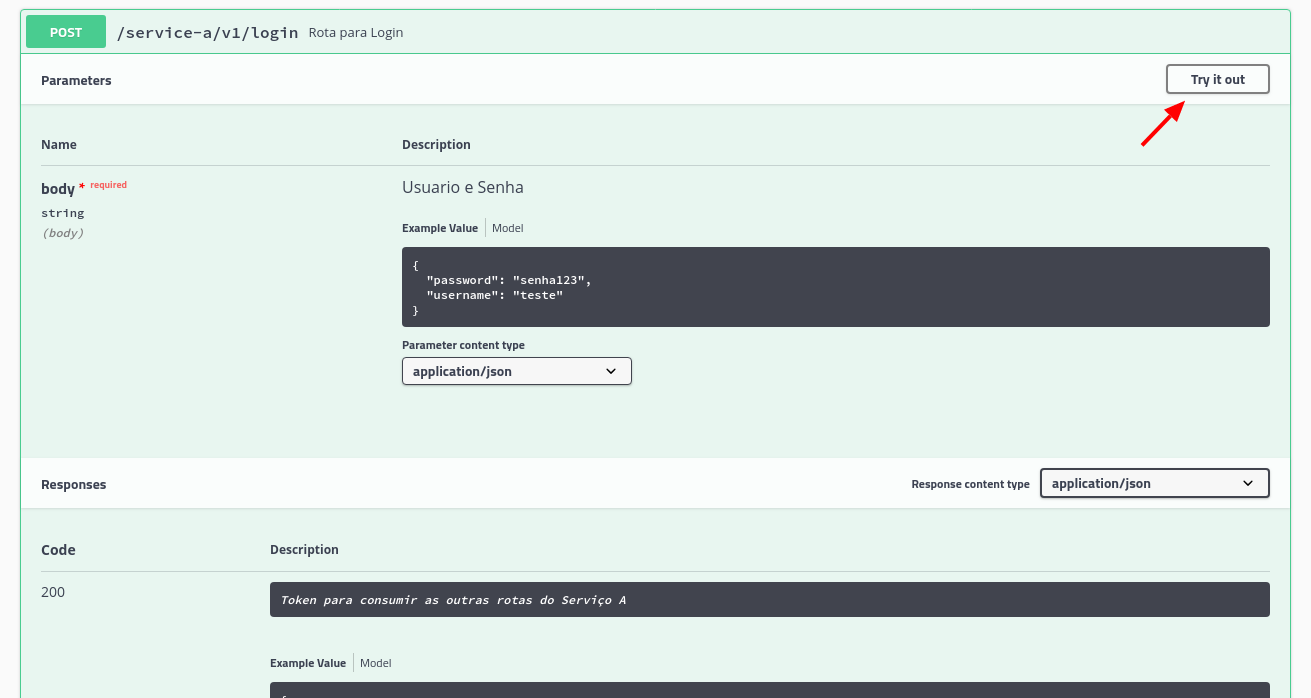 POST /service-a/v1/login Rota para Login
Parameters
Try it out
Name Description
body * required
string
(body)
Usuario e Senha
Example Value Model
{
"password": "senha123",
"username": "teste"
}
Parameter content type
application/json
Responses
Response content type application/json
Code Description
200
Token para consumir as outras rotas do Serviço A
Example Value Model